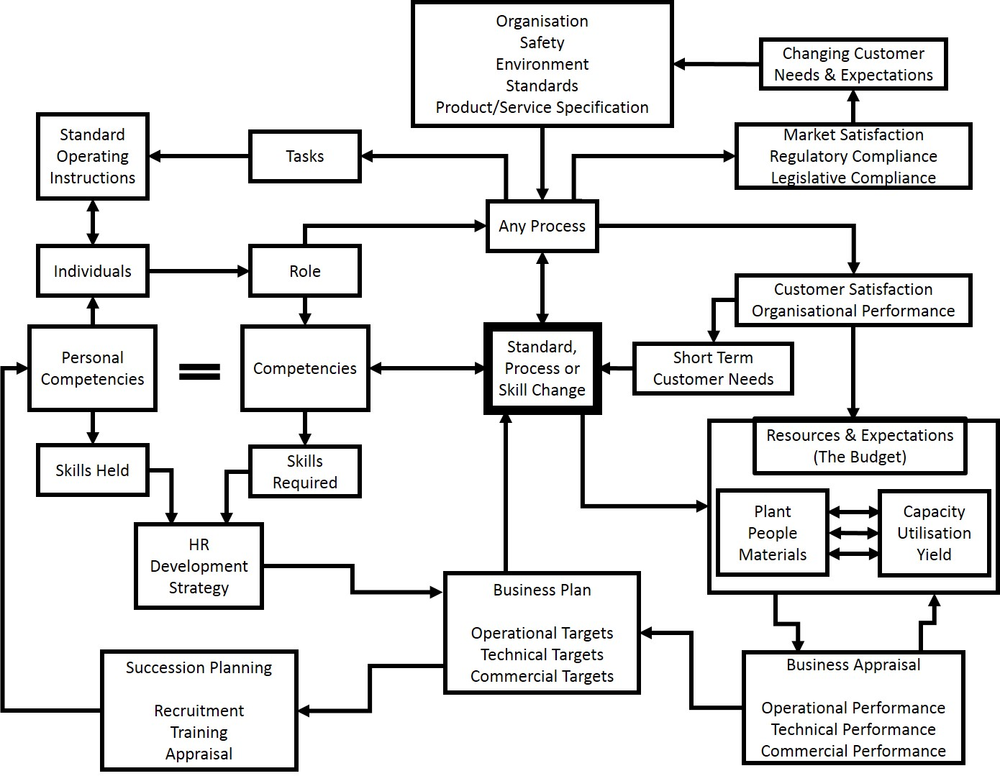 Organisation
Safety
Environment
Standards
Product/Service Specification
Changing Customer
Needs & Expectations
Standard
Operating
Instructions
Tasks
Market Satisfaction
Regulatory Compliance
Legislative Compliance
Any Process
Individuals
Role
Customer Satisfaction
Organisational Performance
Personal
Competencies
=
Competencies
Standard,
Process or
Skill Change
Short Term
Customer Needs
Skills Held
Skills
Required
Resources & Expectations
(The Budget)
Plant
People
Materials
Capacity
Utilisation
Yield
HR
Development
Strategy
Business Plan
Operational Targets
Technical Targets
Commercial Targets
Succession Planning
Recruitment
Training
Appraisal
Business Appraisal
Operational Performance
Technical Performance
Commercial Performance